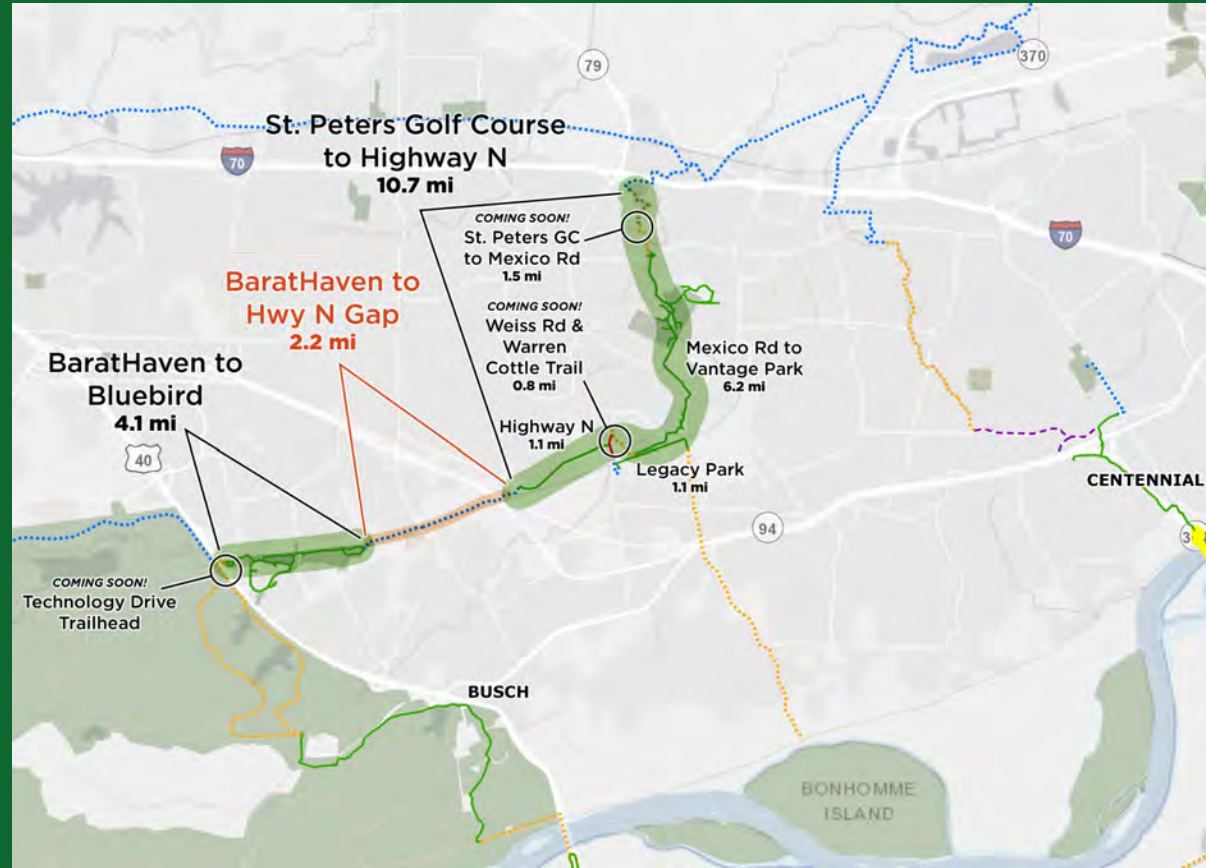 79
370
St. Peters Golf Course
to Highway N
10.7 mi
70
COMING SOON!
St. Peters GC
to Mexico Rd
1.5 mi
70
BaratHaven to
Hwy N Gap
2.2 mi
COMING SOON!
Weiss Rd &
Warren
Cottle Trail
0.8 mi
Mexico Rd to
Vantage Park
6.2 mi
BaratHaven to
Bluebird
4.1 mi
Highway N
1.1 mi
40
Legacy Park
1.1 mi
CENTENNIAL
94
COMING SOON!
Technology Drive
Trailhead
BUSCH
BONHOMME
ISLAND